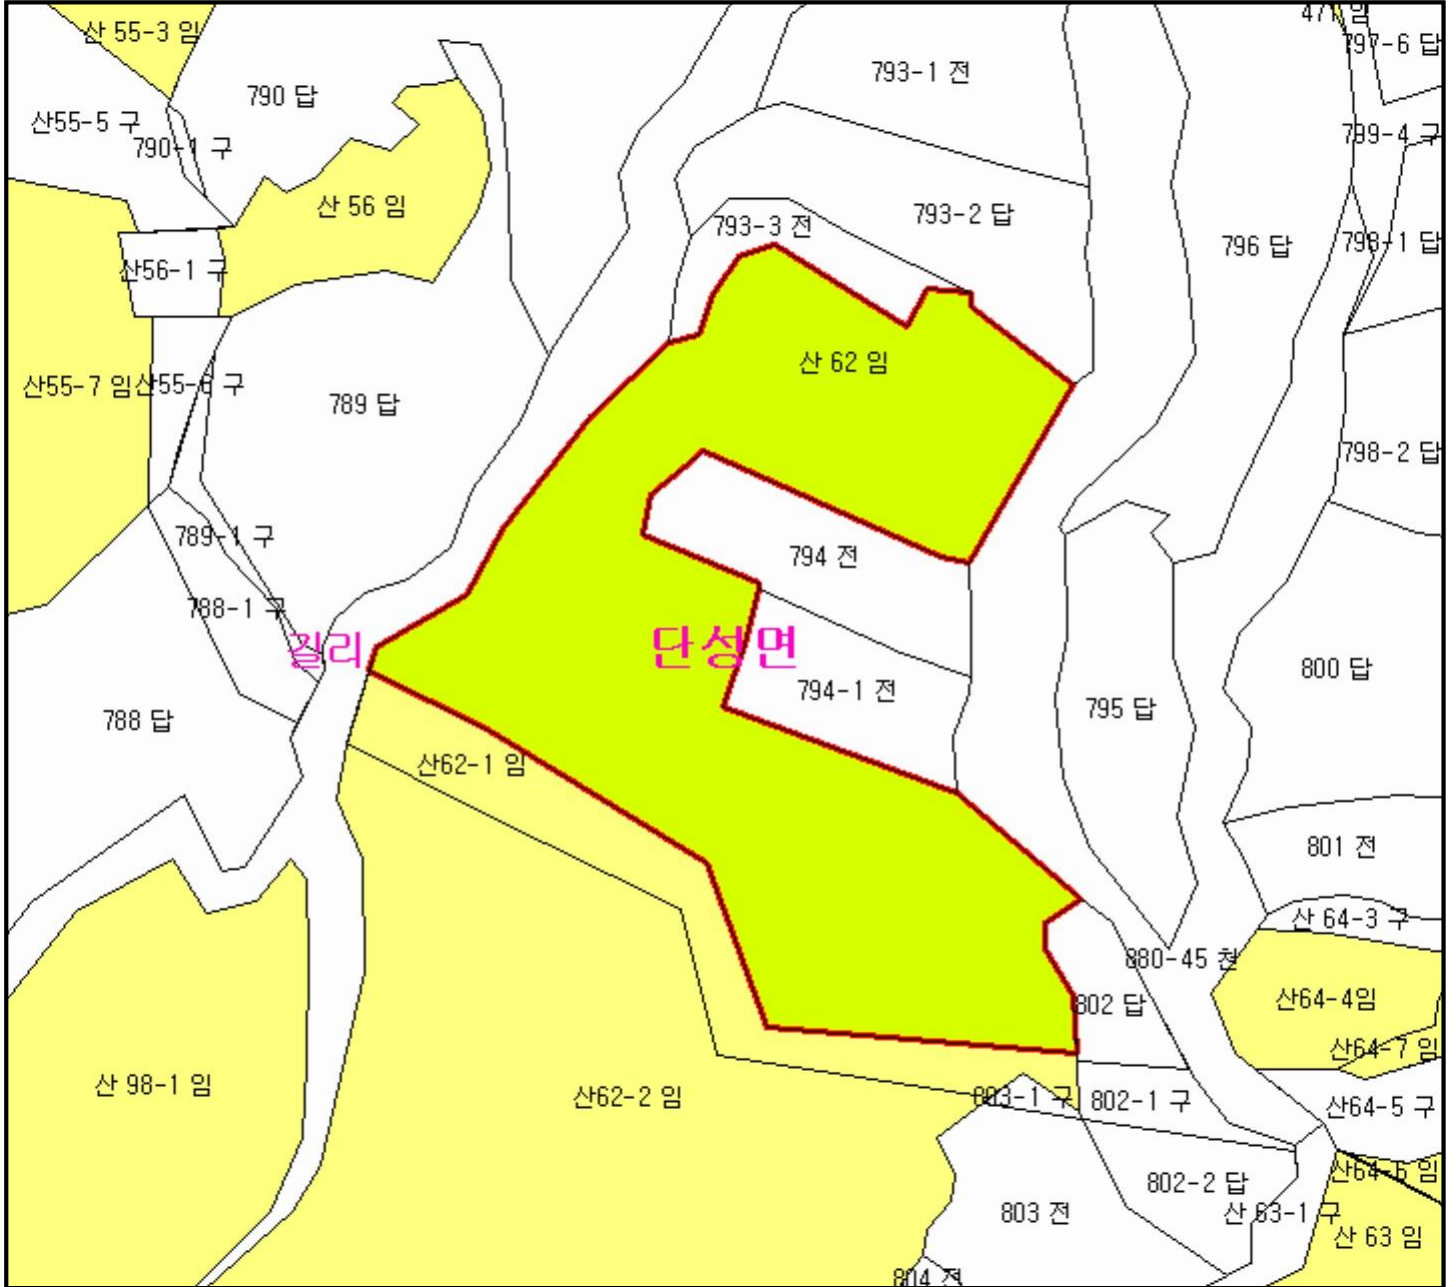 산 55-3 임
471 임
797-6 답
793-1 전
790 답
산55-5 구
790-1 구
799-4 구
산 56 임
793-3 전
793-2 답
796 답
798-1 답
산56-1 구
산 62 임
산55-7 임
산55-6 구
789 답
798-2 답
789-1 구
794 전
788-1 구
길리
단성면
800 답
794-1 전
795 답
788 답
산62-1 임
801 전
산 64-3 구
880-45 천
산64-4임
802 답
산64-7 임
산 98-1 임
산62-2 임
803-1 구
802-1 구
산64-5 구
산64-6 임
802-2 답
803 전
산 63-1 구
산 63 임
804 전